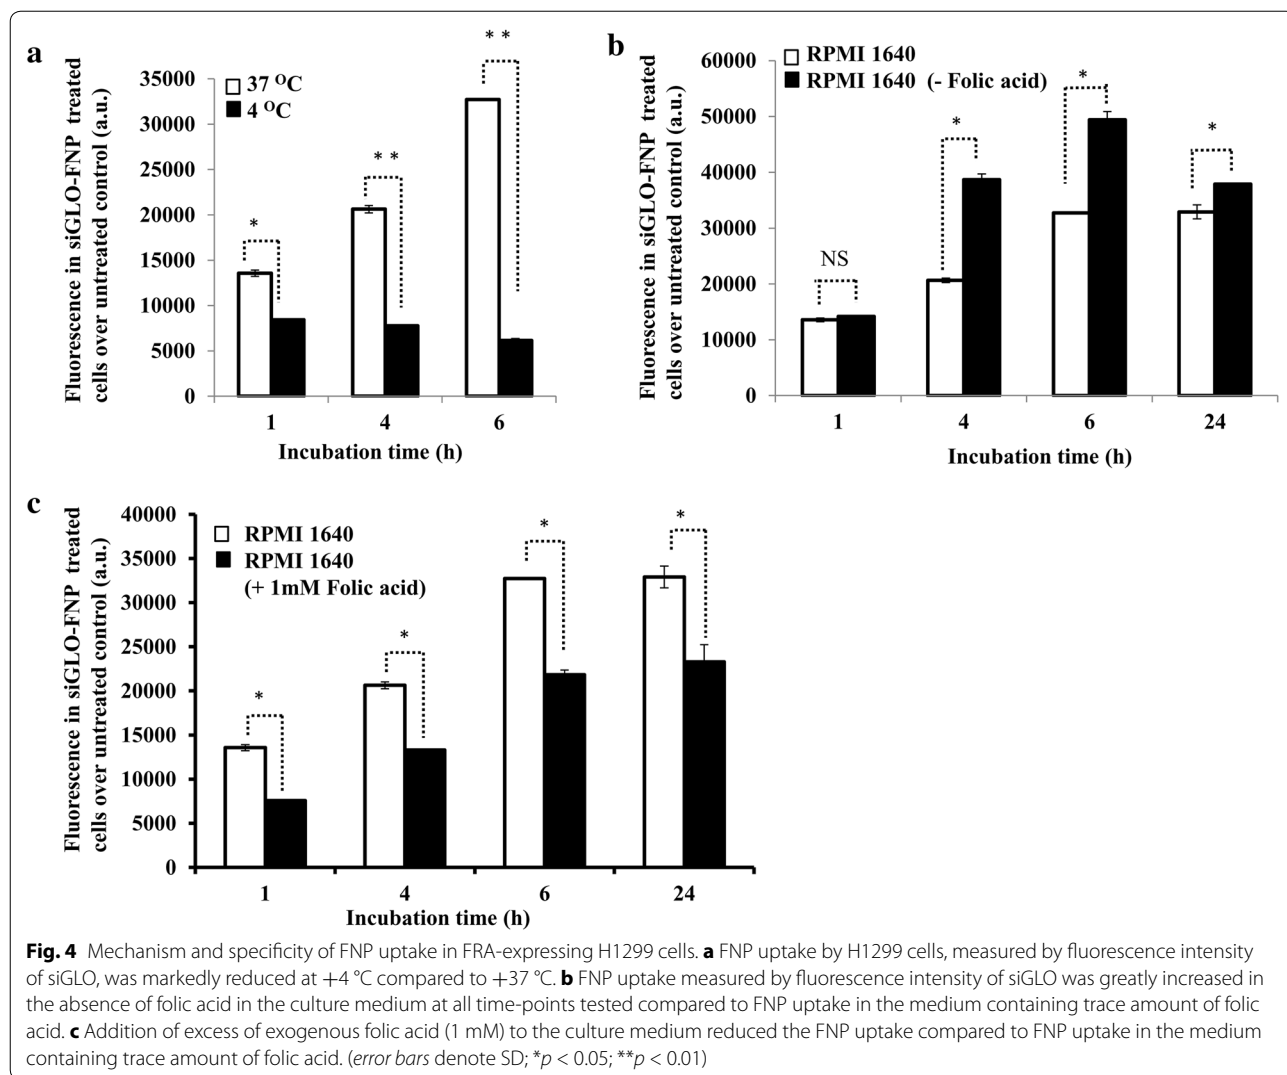 a
Fluorescence in siGLO-FNP treated
cells over untreated control (a.u.)
35000
30000
25000
20000
15000
10000
5000
0
37 ᴼC
4 ᴼC
*
* *
* *
1 4 6
Incubation time (h)
b
Fluorescence in siGLO-FNP treated
cells over untreated control (a.u.)
60000
50000
40000
30000
20000
10000
0
RPMI 1640
RPMI 1640 (- Folic acid)
NS
*
*
*
1 4 6 24
Incubation time (h)
c
Fluorescence in siGLO-FNP treated
cells over untreated control (a.u.)
40000
35000
30000
25000
20000
15000
10000
5000
0
RPMI 1640
RPMI 1640
(+ 1mM Folic acid)
*
*
*
*
1 4 6 24
Incubation time (h)
Fig. 4 Mechanism and specificity of FNP uptake in FRA-expressing H1299 cells. a FNP uptake by H1299 cells, measured by fluorescence intensity
of siGLO, was markedly reduced at +4 °C compared to +37 °C. b FNP uptake measured by fluorescence intensity of siGLO was greatly increased in
the absence of folic acid in the culture medium at all time-points tested compared to FNP uptake in the medium containing trace amount of folic
acid. c Addition of excess of exogenous folic acid (1 mM) to the culture medium reduced the FNP uptake compared to FNP uptake in the medium
containing trace amount of folic acid. (error bars denote SD; *p < 0.05; **p < 0.01)